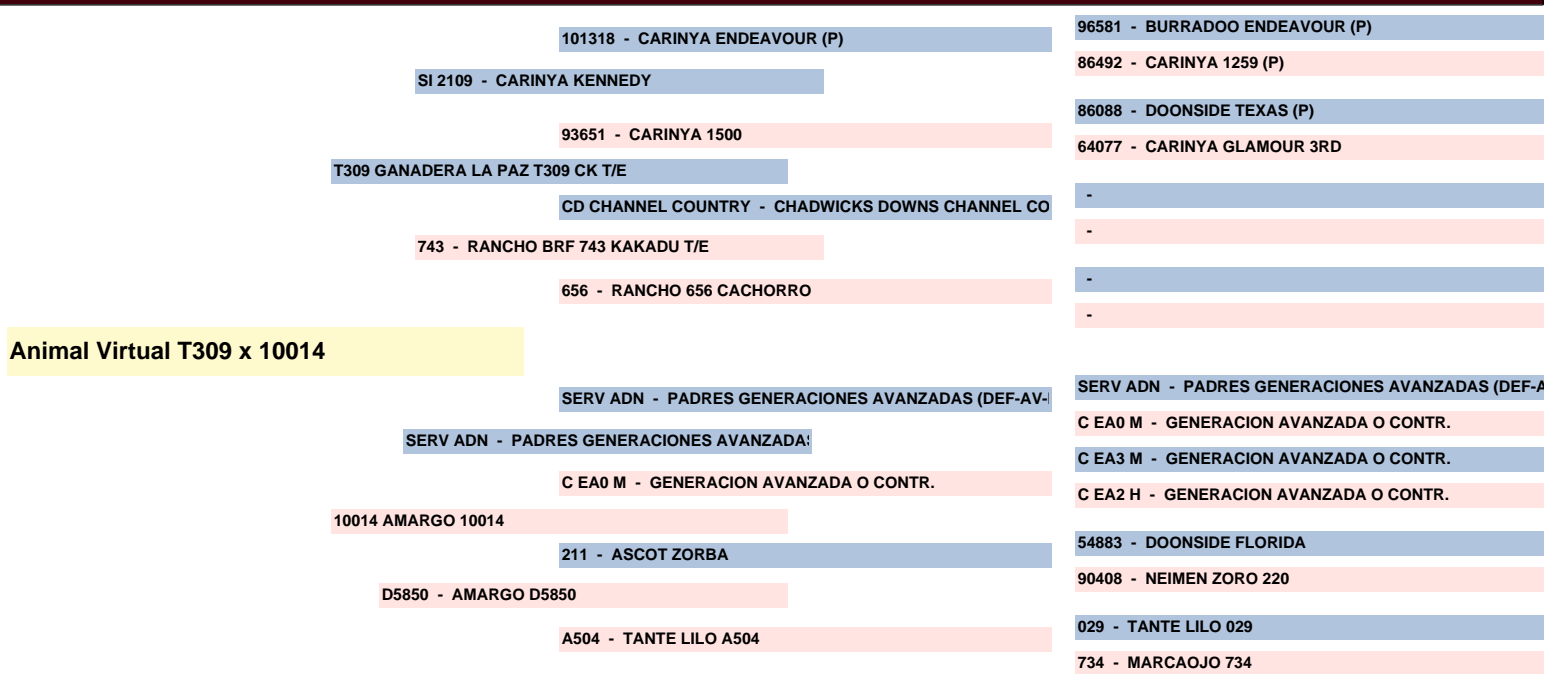 101318 - CARINYA ENDEAVOUR (P)
96581 - BURRADOO ENDEAVOUR (P)
86492 - CARINYA 1259 (P)
SI 2109 - CARINYA KENNEDY
86088 - DOONSIDE TEXAS (P)
93651 - CARINYA 1500
64077 - CARINYA GLAMOUR 3RD
T309 GANADERA LA PAZ T309 CK T/E
-
CD CHANNEL COUNTRY - CHADWICKS DOWNS CHANNEL CO
-
743 - RANCHO BRF 743 KAKADU T/E
-
656 - RANCHO 656 CACHORRO
-
Animal Virtual T309 x 10014
SERV ADN - PADRES GENERACIONES AVANZADAS (DEF-A
SERV ADN - PADRES GENERACIONES AVANZADAS (DEF-AV-
C EA0 M - GENERACION AVANZADA O CONTR.
SERV ADN - PADRES GENERACIONES AVANZADA
C EA3 M - GENERACION AVANZADA O CONTR.
C EA0 M - GENERACION AVANZADA O CONTR.
C EA2 H - GENERACION AVANZADA O CONTR.
10014 AMARGO 10014
54883 - DOONSIDE FLORIDA
211 - ASCOT ZORBA
90408 - NEIMEN ZORO 220
D5850 - AMARGO D5850
029 - TANTE LILO 029
A504 - TANTE LILO A504
734 - MARCAOJO 734